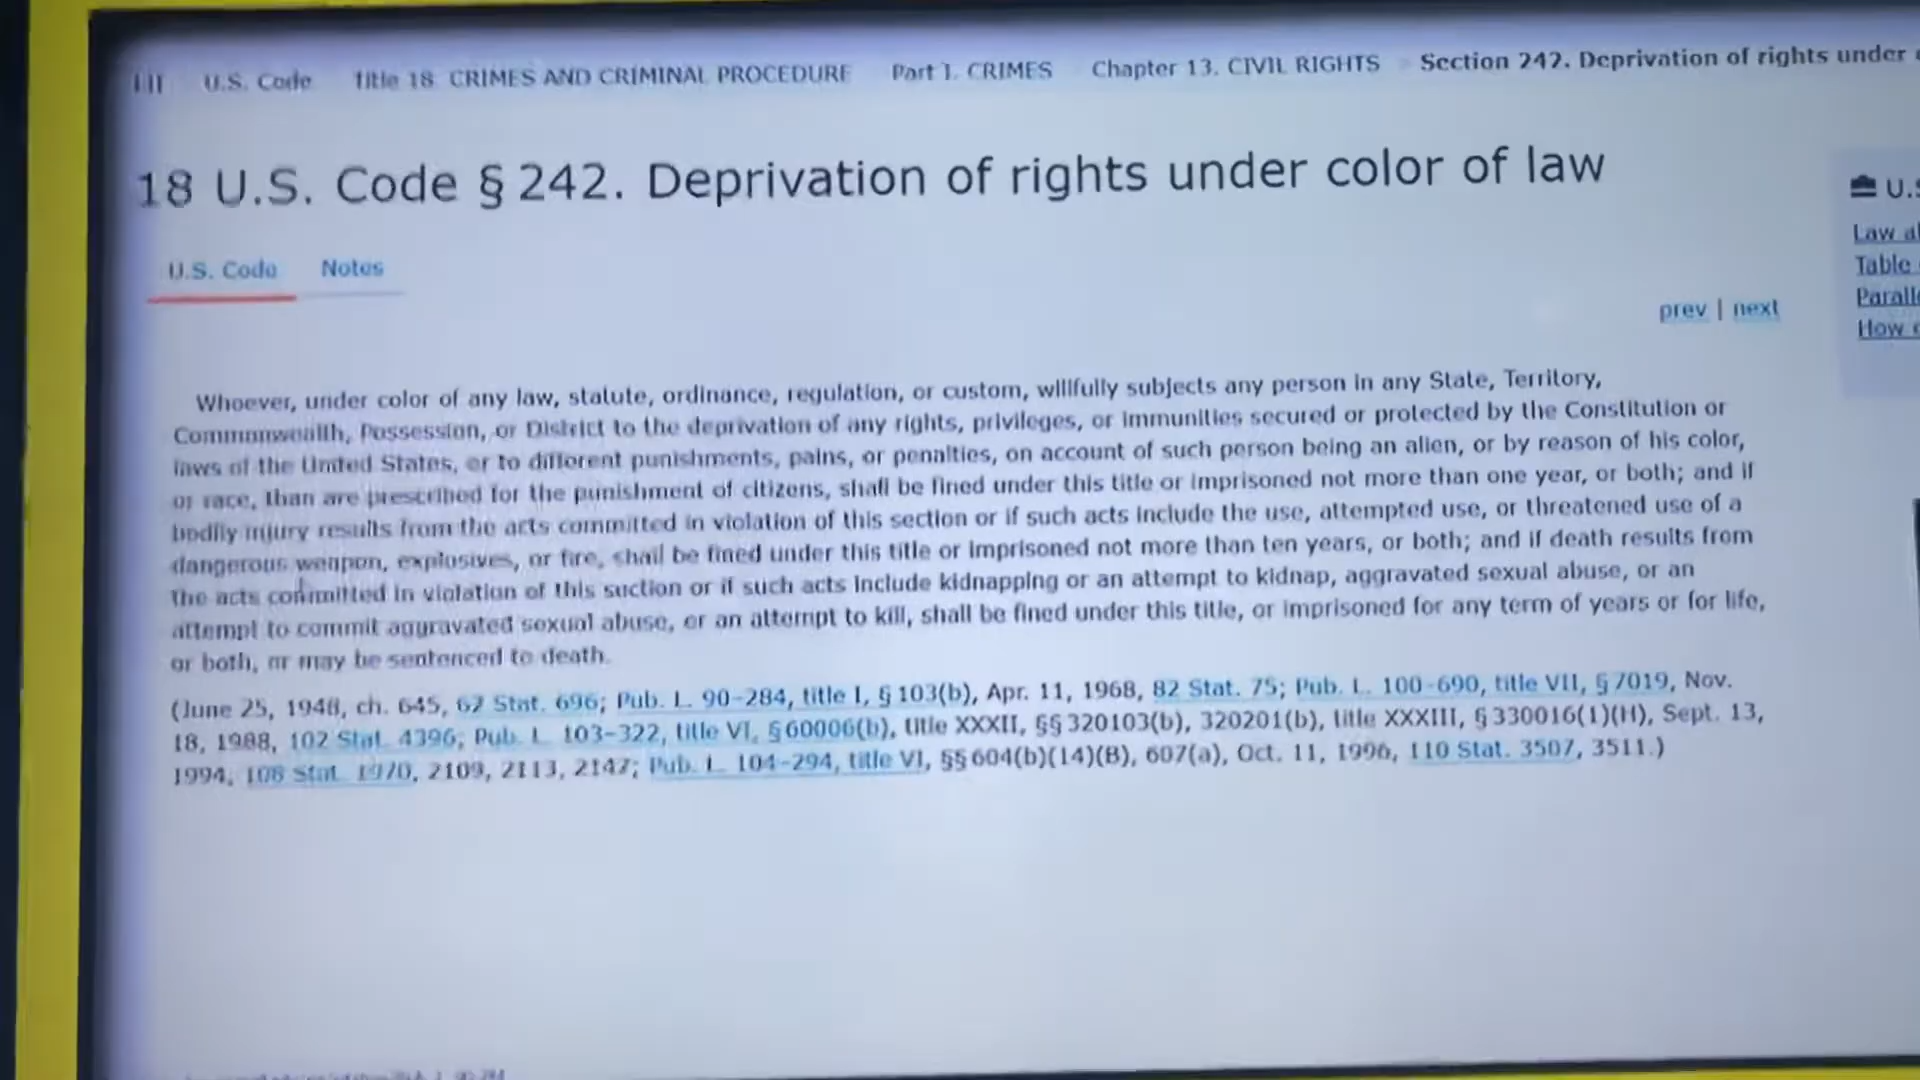 LII U.S. Code Title 18. CRIMES AND CRIMINAL PROCEDURE Part I. CRIMES Chapter 13. CIVIL RIGHTS Section 242. Deprivation of rights under
18 U.S. Code § 242. Deprivation of rights under color of law
U.S.
U.S. Code Notes
Law
Table
prev | next
How
Whoever, under color of any law, statute, ordinance, regulation, or custom, willfully subjects any person in any State, Territory,
Commonwealth, Possession, or District to the deprivation of any rights, privileges, or immunities secured or protected by the Constitution or
laws of the United States, or to different punishments, pains, or penalties, on account of such person being an alien, or by reason of his color,
or race, than are prescribed for the punishment of citizens, shall be fined under this title or imprisoned not more than one year, or both; and if
bodily injury results from the acts committed in violation of this section or if such acts include the use, attempted use, or threatened use of a
dangerous weapon, explosives, or fire, shall be fined under this title or imprisoned not more than ten years, or both; and if death results from
the acts committed in violation of this section or if such acts include kidnapping or an attempt to kidnap, aggravated sexual abuse, or an
attempt to commit aggravated sexual abuse, or an attempt to kill, shall be fined under this title, or imprisoned for any term of years or for life,
or both, or may be sentenced to death.
(June 25, 1948, ch. 645, 62 Stat. 696; Pub. L. 90-284, title I, § 103(b), Apr. 11, 1968, 82 Stat. 75; Pub. L. 100-690, title VII, § 7019, Nov.
18, 1988, 102 Stat. 4396; Pub. L. 103-322, title VI, § 60006(b), title XXXII, §§ 320103(b), 320201(b), title XXXIII, § 330016(1)(H), Sept. 13,
1994, 108 Stat. 1970, 2109, 2113, 2147; Pub. L. 104-294, title VI, §§ 604(b)(14)(B), 607(a), Oct. 11, 1996, 110 Stat. 3507, 3511.)